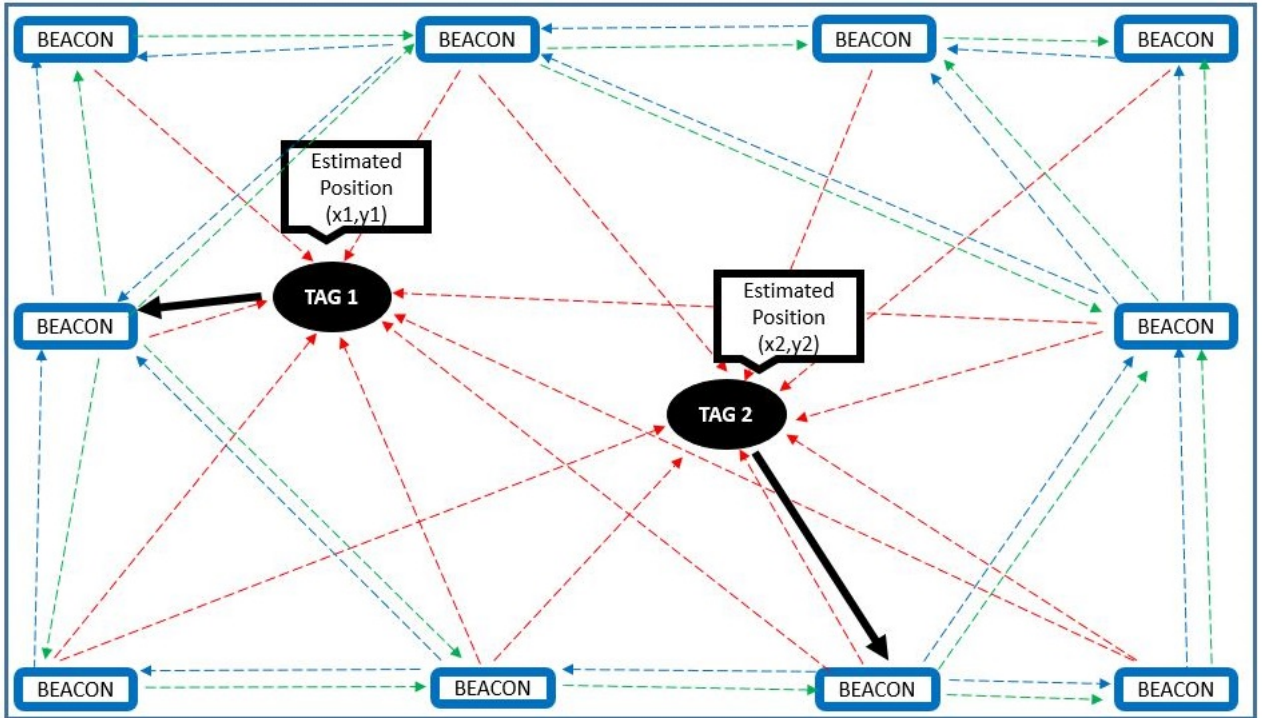 BEACON
BEACON
BEACON
BEACON
Estimated
Position
(x1,y1)
TAG 1
Estimated
Position
(x2,y2)
BEACON
BEACON
TAG 2
BEACON
BEACON
BEACON
BEACON